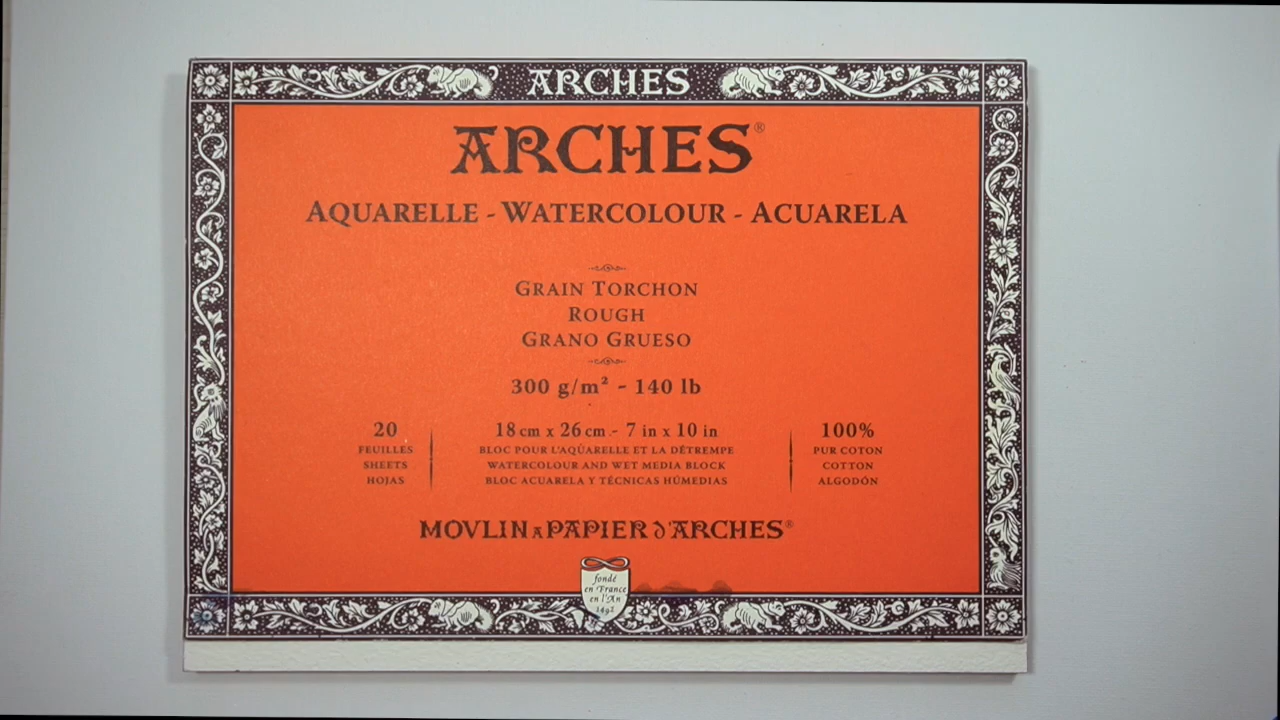 ARCHES
ARCHES®
AQUARELLE - WATERCOLOUR - ACUARELA
GRAIN TORCHON
ROUGH
GRANO GRUESO
300 g/m² - 140 lb
20
FEUILLES
SHEETS
HOJAS
18 cm x 26 cm - 7 in x 10 in
BLOC POUR L'AQUARELLE ET LA DÉTREMPE
WATERCOLOUR AND WET MEDIA BLOCK
BLOC ACUARELA Y TÉCNICAS HÚMEDIAS
100%
PUR COTON
COTTON
ALGODÓN
MOVLIN A PAPIER d'ARCHES®
fondé
en France
en l'An
1492